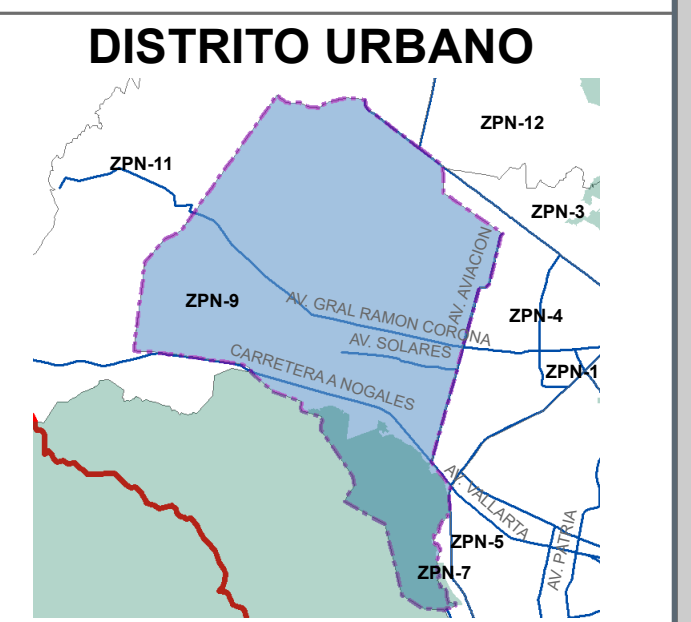 DISTRITO URBANO
ZPN-12
ZPN-11
ZPN-3
AV. AVIACION
ZPN-9
AV. GRAL RAMON CORONA
ZPN-4
AV. SOLARES
CARRETERA A NOGALES
ZPN-1
AV. VALLARTA
AV. PATRIA
ZPN-5
ZPN-7